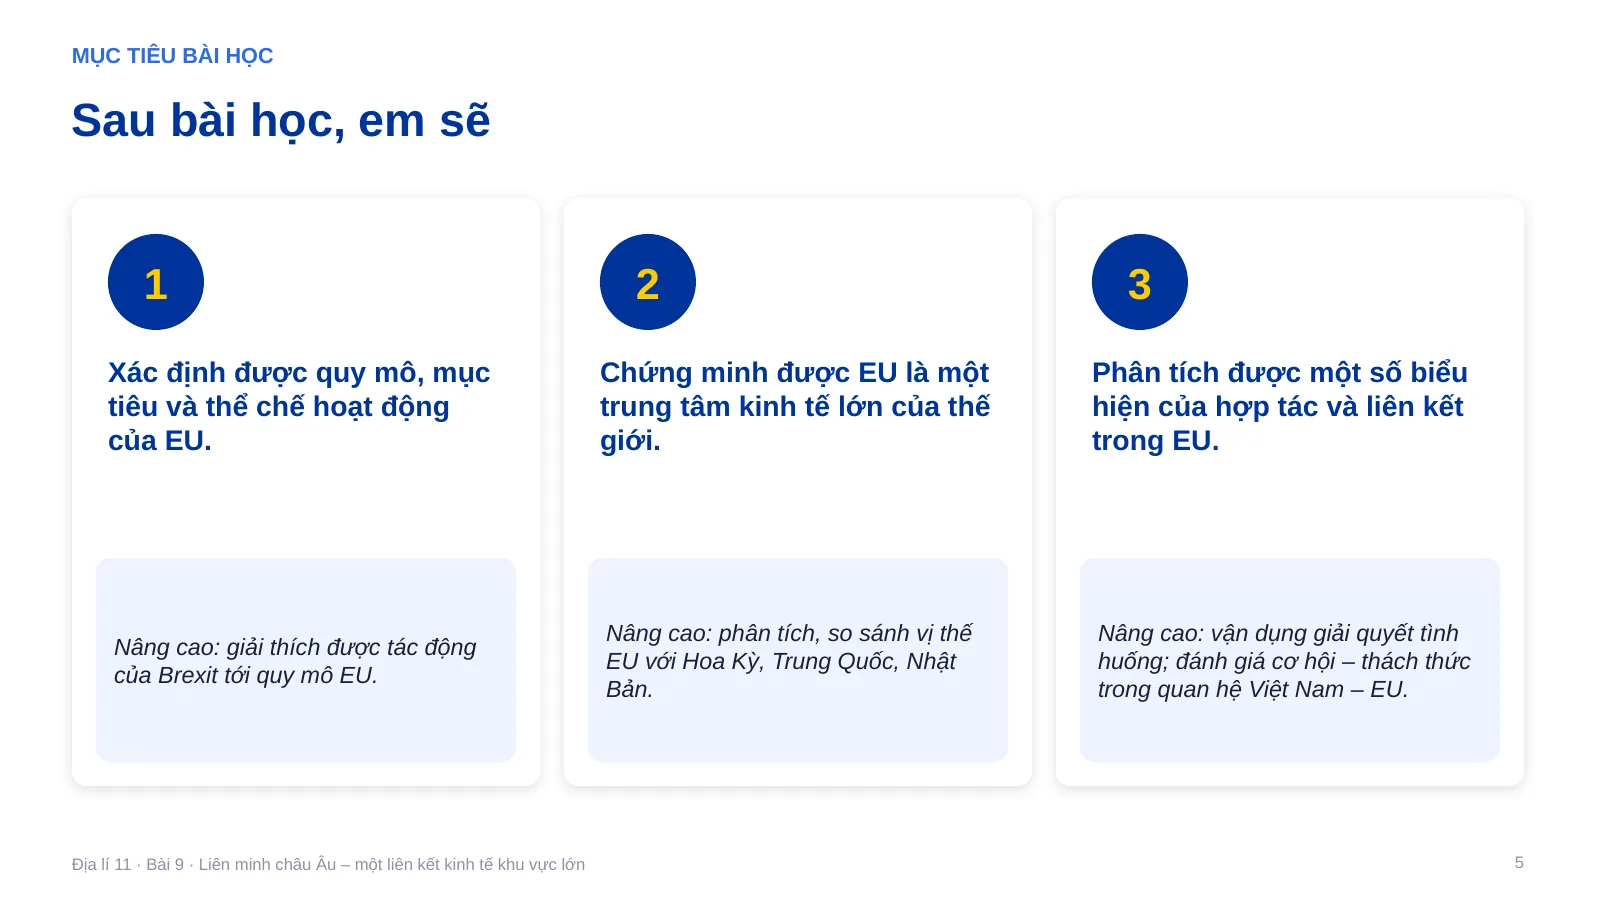 MỤC TIÊU BÀI HỌC
Sau bài học, em sẽ
1
Xác định được quy mô, mục
tiêu và thể chế hoạt động
của EU.
Nâng cao: giải thích được tác động
của Brexit tới quy mô EU.
2
Chứng minh được EU là một
trung tâm kinh tế lớn của thế
giới.
Nâng cao: phân tích, so sánh vị thế
EU với Hoa Kỳ, Trung Quốc, Nhật
Bản.
3
Phân tích được một số biểu
hiện của hợp tác và liên kết
trong EU.
Nâng cao: vận dụng giải quyết tình
huống; đánh giá cơ hội – thách thức
trong quan hệ Việt Nam – EU.
Địa lí 11 · Bài 9 · Liên minh châu Âu – một liên kết kinh tế khu vực lớn
5